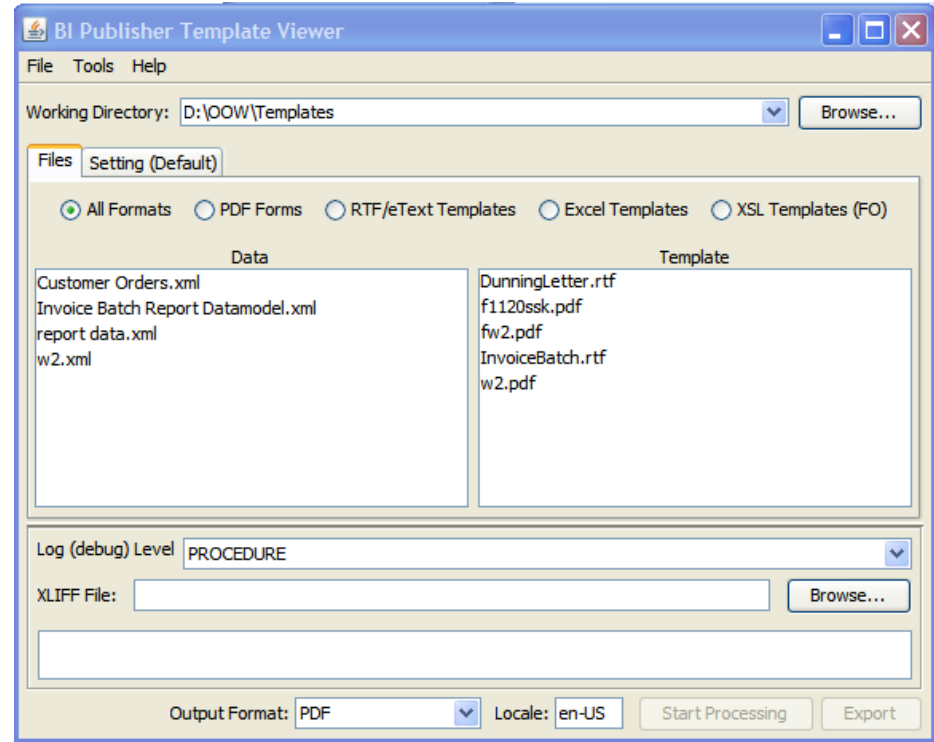 BI Publisher Template Viewer
File Tools Help
Working Directory: D:\OOW\Templates Browse...
Files Setting (Default)
All Formats PDF Forms RTF/eText Templates Excel Templates XSL Templates (FO)
Data Template
Customer Orders.xml DunningLetter.rtf
Invoice Batch Report Datamodel.xml f1120ssk.pdf
report data.xml fw2.pdf
w2.xml InvoiceBatch.rtf
w2.pdf
Log (debug) Level PROCEDURE
XLIFF File: Browse...
Output Format: PDF Locale: en-US Start Processing Export